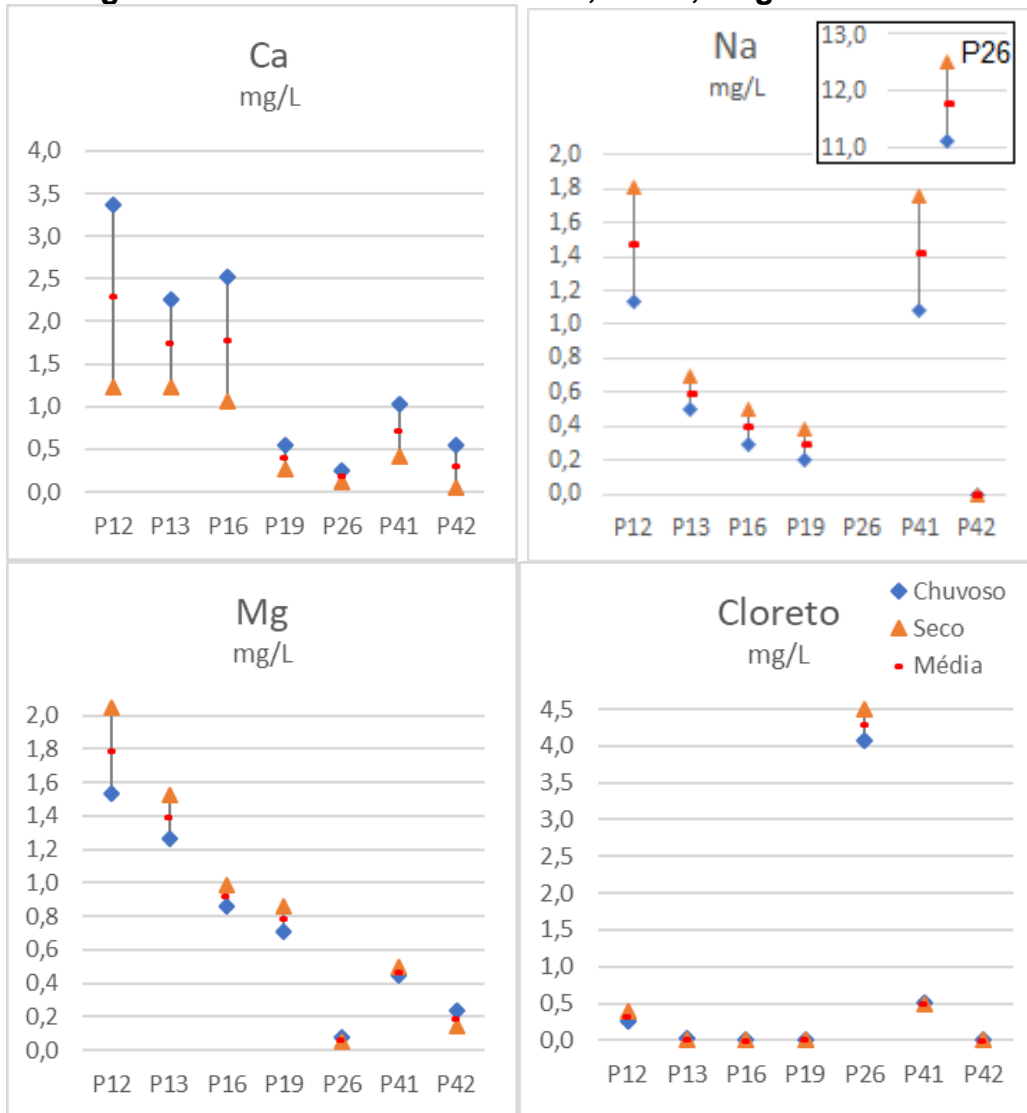 Ca
mg/L
4,0
3,5
3,0
2,5
2,0
1,5
1,0
0,5
0,0
P12 P13 P16 P19 P26 P41 P42
Na
mg/L
13,0
12,0
11,0
P26
2,0
1,8
1,6
1,4
1,2
1,0
0,8
0,6
0,4
0,2
0,0
P12 P13 P16 P19 P26 P41 P42
Mg
mg/L
2,0
1,8
1,6
1,4
1,2
1,0
0,8
0,6
0,4
0,2
0,0
P12 P13 P16 P19 P26 P41 P42
Cloreto
mg/L
Chuvoso
Seco
Média
4,5
4,0
3,5
3,0
2,5
2,0
1,5
1,0
0,5
0,0
P12 P13 P16 P19 P26 P41 P42